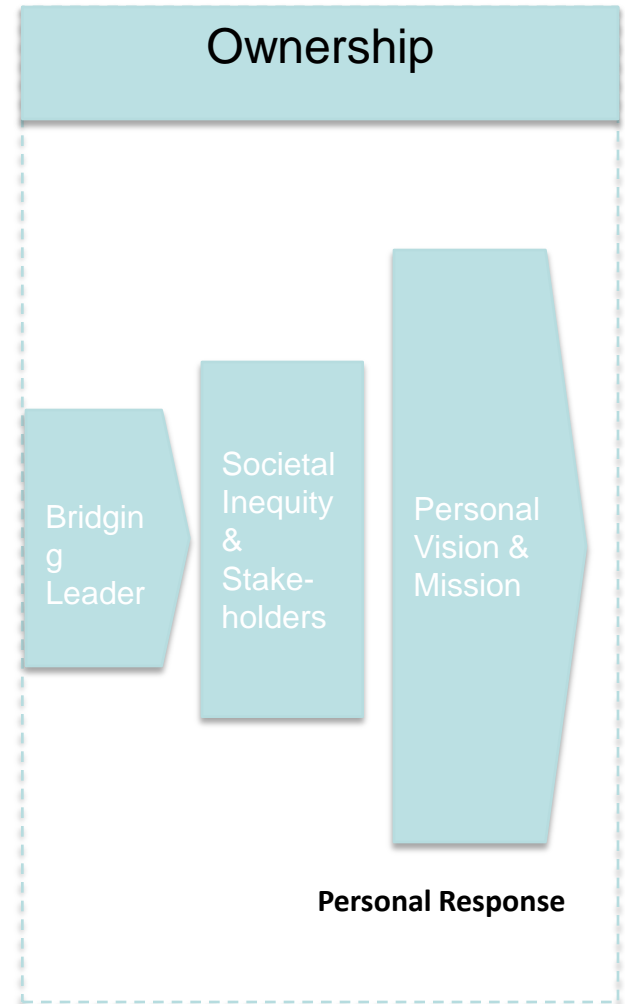 Ownership
Bridgin
g
Leader
Societal
Inequity
&
Stake-
holders
Personal
Vision &
Mission
Personal Response